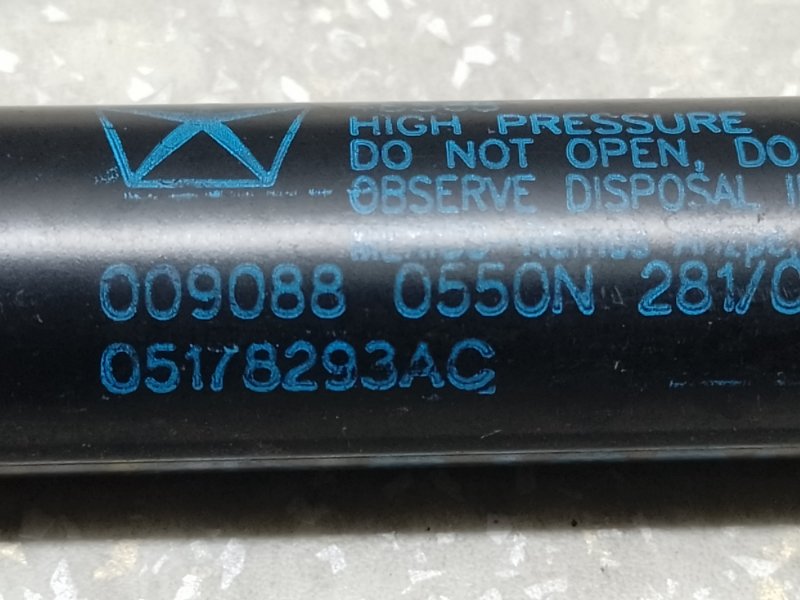 HIGH PRESSURE
DO NOT OPEN, DO
OBSERVE DISPOSAL I
009088 0550N 281/0
05178293AC